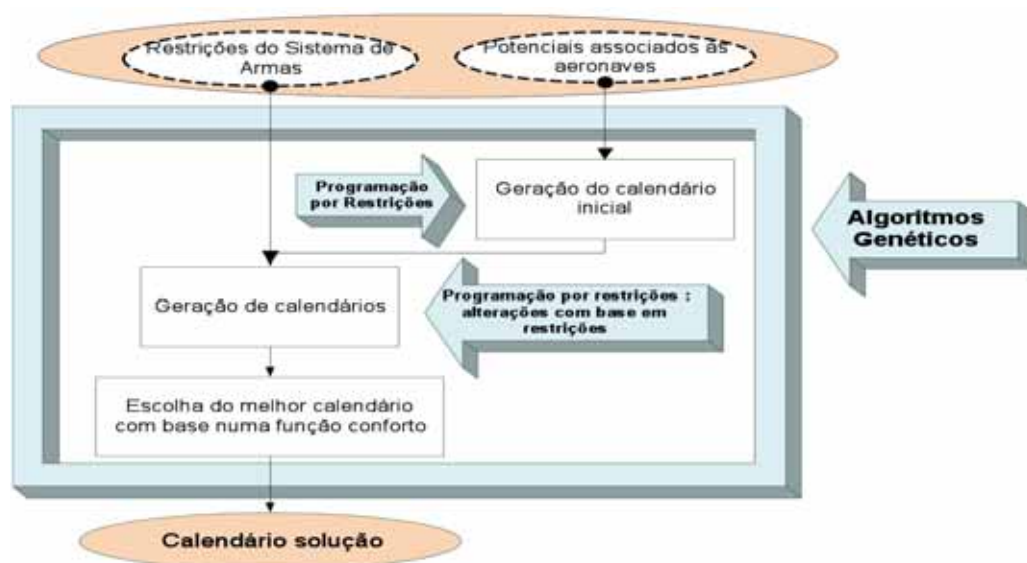 Restrições do Sistema de
Armas
Potenciais associados às
aeronaves
Programação
por Restrições
Geração do calendário
inicial
Algoritmos
Genéticos
Geração de calendários
Programação por restrições :
alterações com base em
restrições
Escolha do melhor calendário
com base numa função conforto
Calendário solução